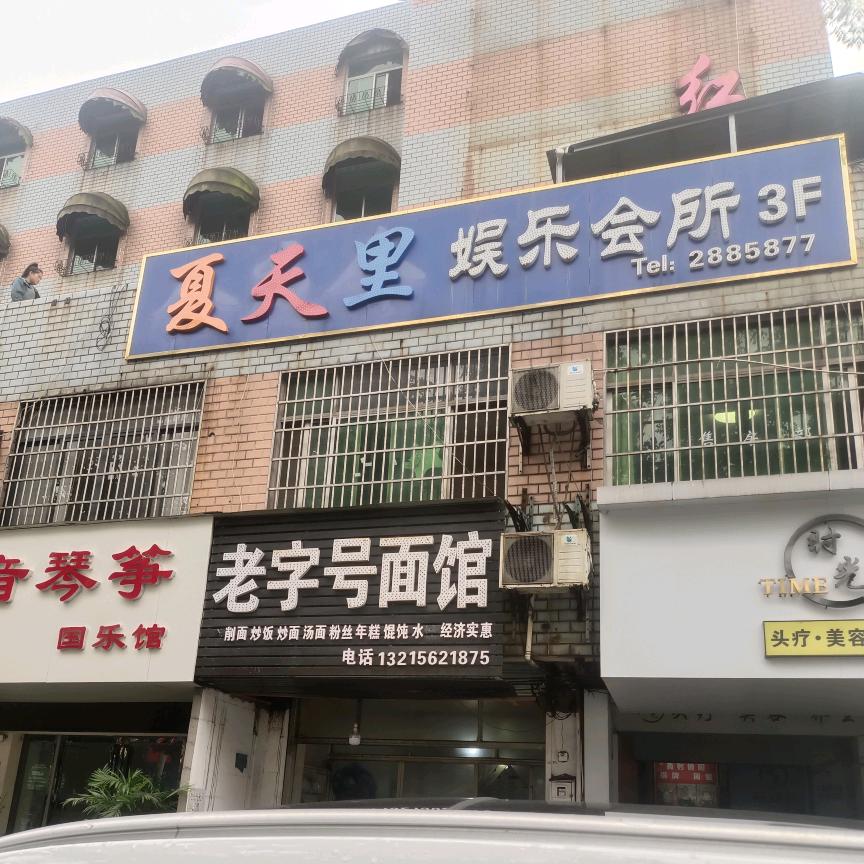 红
夏天里 娱乐会所 3F
Tel: 2885877
音琴筝
国乐馆
老字号面馆
削面 炒饭 炒面 汤面 粉丝 年糕 馄饨 水 经济实惠
电话 13215621875
时光
TIME
头疗·美容